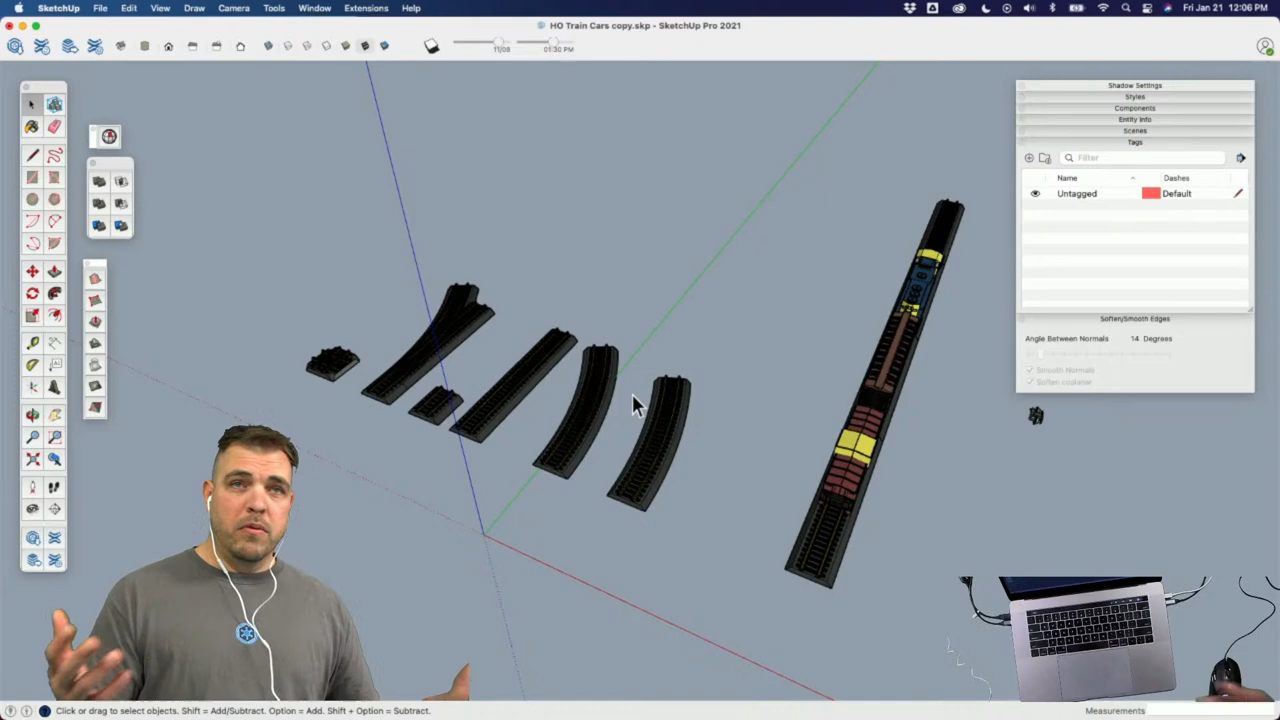 SketchUp File Edit View Draw Camera Tools Window Extensions Help
Fri Jan 21 12:06 PM
HO Train Cars copy.skp - SketchUp Pro 2021
11/09 01:30 PM
Shadow Settings
Styles
Components
Entity Info
Scenes
Tags
Filter
Name Dashes
Untagged Default
Soften/Smooth Edges
Angle Between Normals 14 Degrees
Smooth Normals
Soften coplanar
Click or drag to select objects. Shift = Add/Subtract. Option = Add. Shift + Option = Subtract.
Measurements